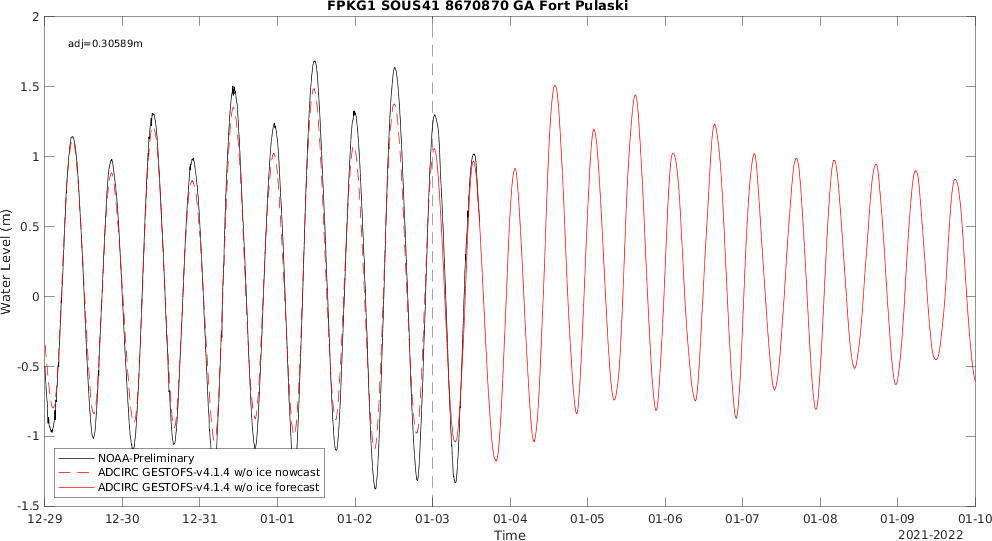 FPKG1 SOUS41 8670870 GA Fort Pulaski
2
adj=0.30589m
1.5
1
0.5
0
-0.5
-1
-1.5
Water Level (m)
NOAA-Preliminary
ADCIRC GESTOFS-v4.1.4 w/o ice nowcast
ADCIRC GESTOFS-v4.1.4 w/o ice forecast
12-29 12-30 12-31 01-01 01-02 01-03 01-04 01-05 01-06 01-07 01-08 01-09 01-10
Time
2021-2022